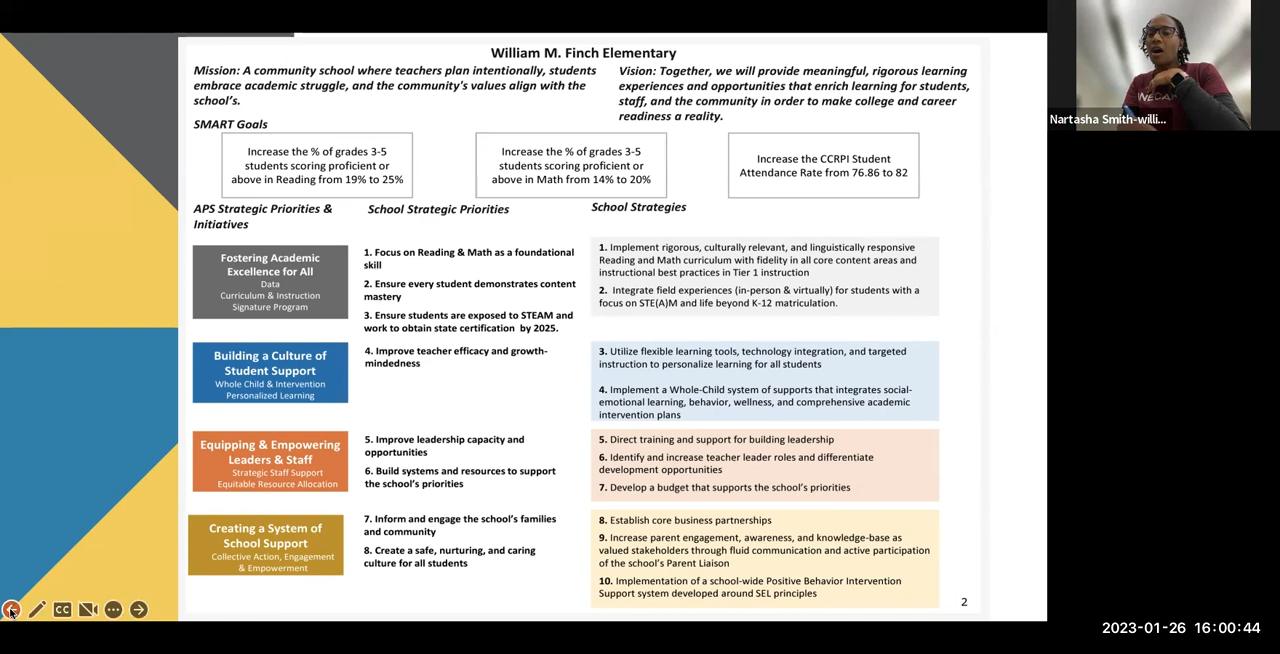 William M. Finch Elementary
Mission: A community school where teachers plan intentionally, students
embrace academic struggle, and the community's values align with the
school's.
Vision: Together, we will provide meaningful, rigorous learning
experiences and opportunities that enrich learning for students,
staff, and the community in order to make college and career
readiness a reality.
SMART Goals
Increase the % of grades 3-5
students scoring proficient or
above in Reading from 19% to 25%
Increase the % of grades 3-5
students scoring proficient or
above in Math from 14% to 20%
Increase the CCRPI Student
Attendance Rate from 76.86 to 82
APS Strategic Priorities &
Initiatives
School Strategic Priorities
School Strategies
Fostering Academic
Excellence for All
Data
Curriculum & Instruction
Signature Program
1. Focus on Reading & Math as a foundational
skill
2. Ensure every student demonstrates content
mastery
3. Ensure students are exposed to STEAM and
work to obtain state certification by 2025.
1. Implement rigorous, culturally relevant, and linguistically responsive
Reading and Math curriculum with fidelity in all core content areas and
instructional best practices in Tier 1 instruction
2. Integrate field experiences (in-person & virtually) for students with a
focus on STE(A)M and life beyond K-12 matriculation.
Building a Culture of
Student Support
Whole Child & Intervention
Personalized Learning
4. Improve teacher efficacy and growth-
mindedness
3. Utilize flexible learning tools, technology integration, and targeted
instruction to personalize learning for all students
4. Implement a Whole-Child system of supports that integrates social-
emotional learning, behavior, wellness, and comprehensive academic
intervention plans
Equipping & Empowering
Leaders & Staff
Strategic Staff Support
Equitable Resource Allocation
5. Improve leadership capacity and
opportunities
6. Build systems and resources to support
the school's priorities
5. Direct training and support for building leadership
6. Identify and increase teacher leader roles and differentiate
development opportunities
7. Develop a budget that supports the school's priorities
Creating a System of
School Support
Collective Action, Engagement
& Empowerment
7. Inform and engage the school's families
and community
8. Create a safe, nurturing, and caring
culture for all students
8. Establish core business partnerships
9. Increase parent engagement, awareness, and knowledge-base as
valued stakeholders through fluid communication and active participation
of the school's Parent Liaison
10. Implementation of a school-wide Positive Behavior Intervention
Support system developed around SEL principles
2
CC
Nartasha Smith-willi...
2023-01-26 16:00:44